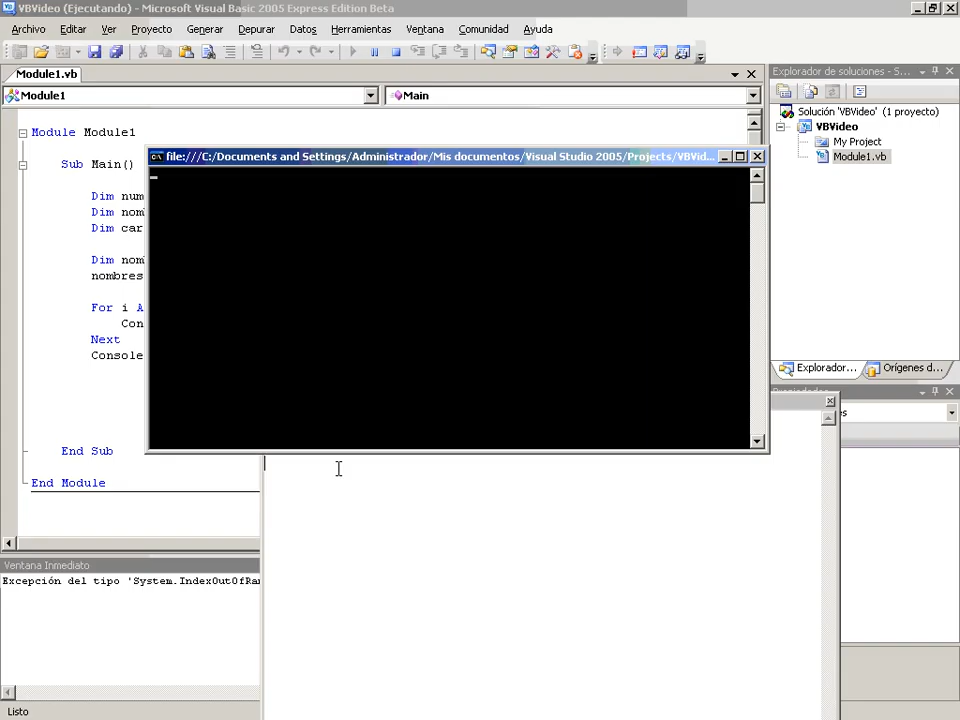 VBVideo (Ejecutando) - Microsoft Visual Basic 2005 Express Edition Beta
Archivo Editar Ver Proyecto Generar Depurar Datos Herramientas Ventana Comunidad Ayuda
Module1.vb
Module1
Main
Module Module1
Sub Main()
Dim num
Dim nom
Dim car
Dim nom
nombres
For i A
Con
Next
Console
End Sub
End Module
file:///C:/Documents and Settings/Administrador/Mis documentos/Visual Studio 2005/Projects/VBVid...
Explorador de soluciones - S...
Solución 'VBVideo' (1 proyecto)
VBVideo
My Project
Module1.vb
Explorador... Orígenes d...
Ventana Inmediato
Excepción del tipo 'System.IndexOutOfRan
Listo